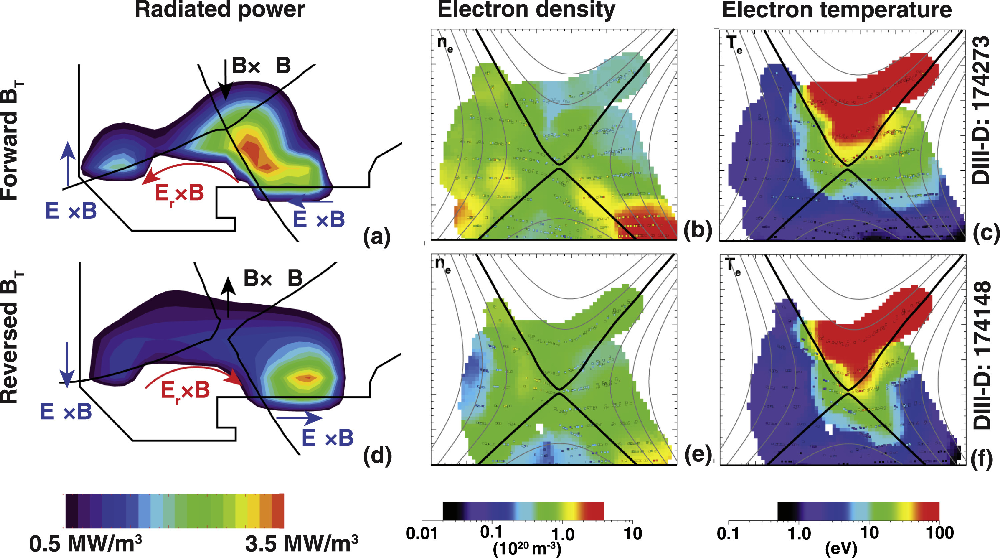 Radiated power
Electron density
Electron temperature
Forward B_T
B× B
E_r×B
E ×B
E ×B
(a)
n_e
(b)
T_e
(c)
DIII-D: 174273
Reversed B_T
B× B
E_r×B
E ×B
E ×B
(d)
n_e
(e)
T_e
(f)
DIII-D: 174148
0.5 MW/m³ 3.5 MW/m³
0.01 0.1 1.0 10
(10²⁰ m⁻³)
0.1 1.0 10 100
(eV)